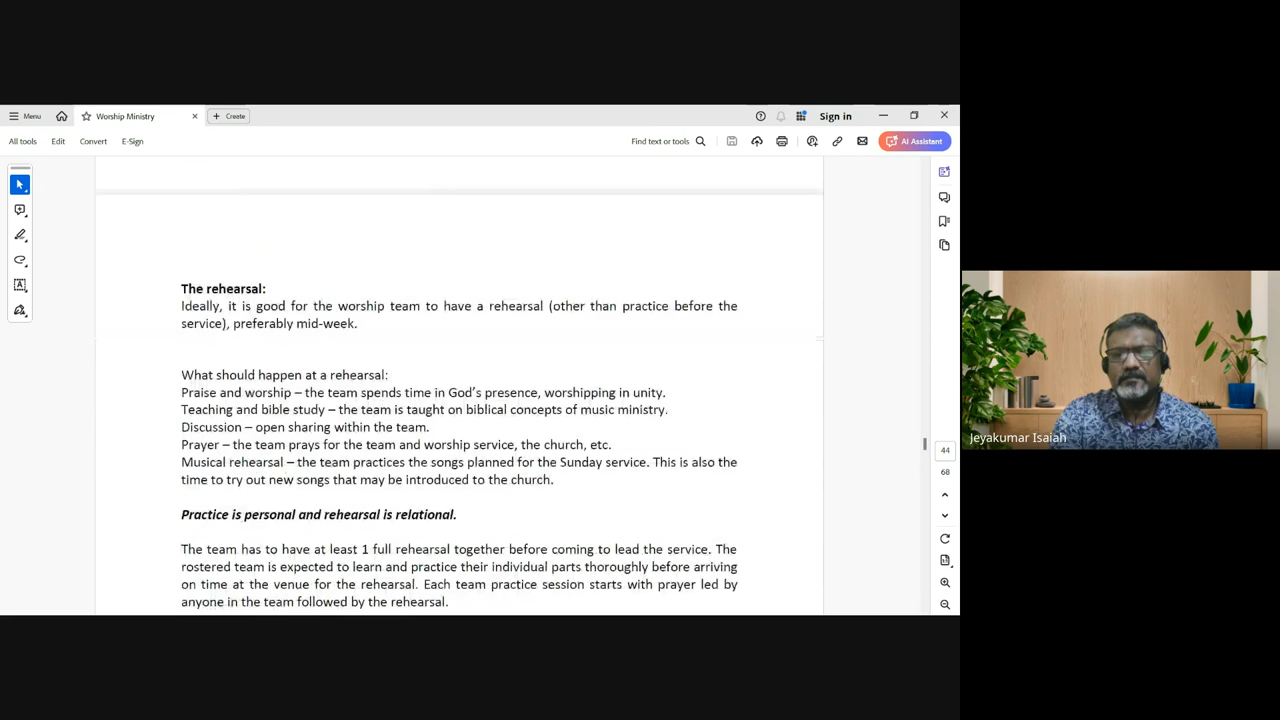 Menu
Worship Ministry
Create
Sign in
All tools
Edit
Convert
E-Sign
Find text or tools
AI Assistant
The rehearsal:
Ideally, it is good for the worship team to have a rehearsal (other than practice before the
service), preferably mid-week.
What should happen at a rehearsal:
Praise and worship – the team spends time in God’s presence, worshipping in unity.
Teaching and bible study – the team is taught on biblical concepts of music ministry.
Discussion – open sharing within the team.
Prayer – the team prays for the team and worship service, the church, etc.
Musical rehearsal – the team practices the songs planned for the Sunday service. This is also the
time to try out new songs that may be introduced to the church.
Practice is personal and rehearsal is relational.
The team has to have at least 1 full rehearsal together before coming to lead the service. The
rostered team is expected to learn and practice their individual parts thoroughly before arriving
on time at the venue for the rehearsal. Each team practice session starts with prayer led by
anyone in the team followed by the rehearsal.
44
68
Jeyakumar Isaiah